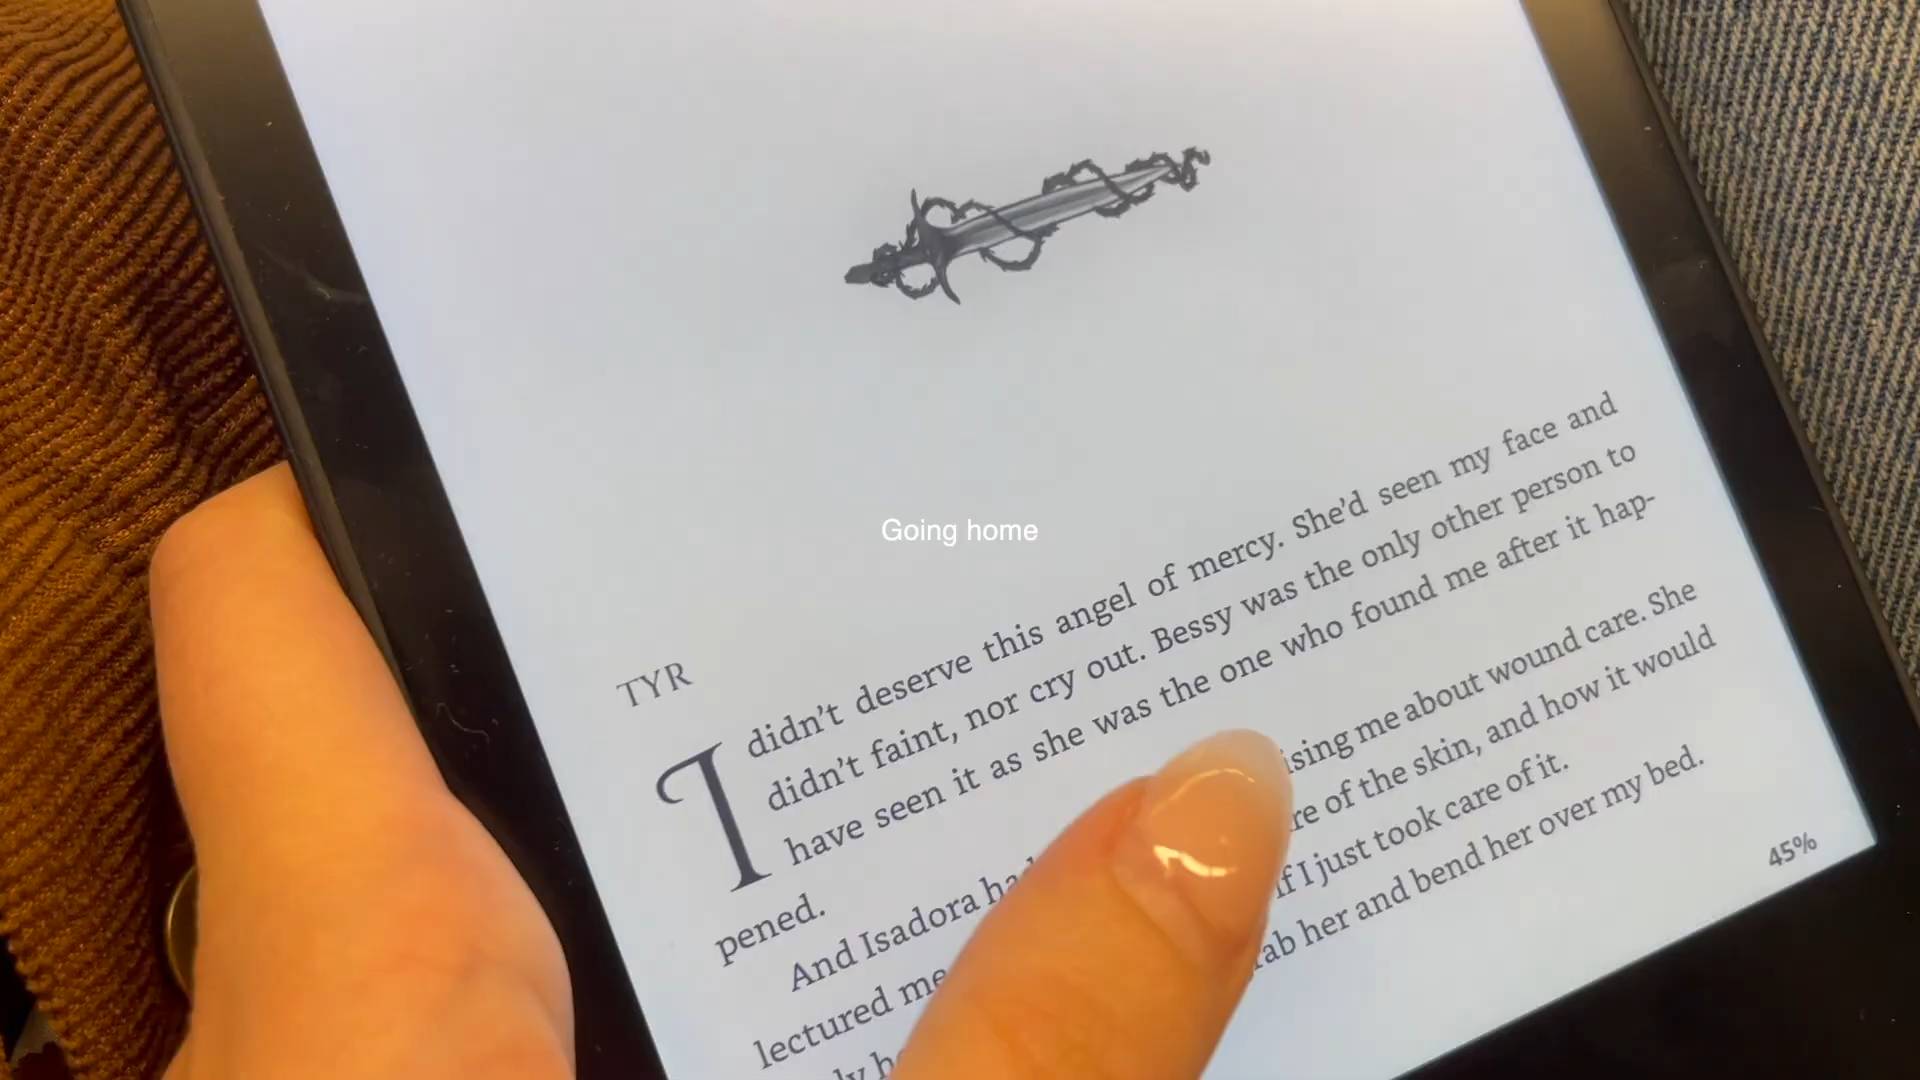 Going home
TYR
I didn't deserve this angel of mercy. She'd seen my face and
didn't faint, nor cry out. Bessy was the only other person to
have seen it as she was the one who found me after it hap-
pened.
And Isadora ising me about wound care. She
lectured me re of the skin, and how it would
if I just took care of it.
her and bend her over my bed.
45%